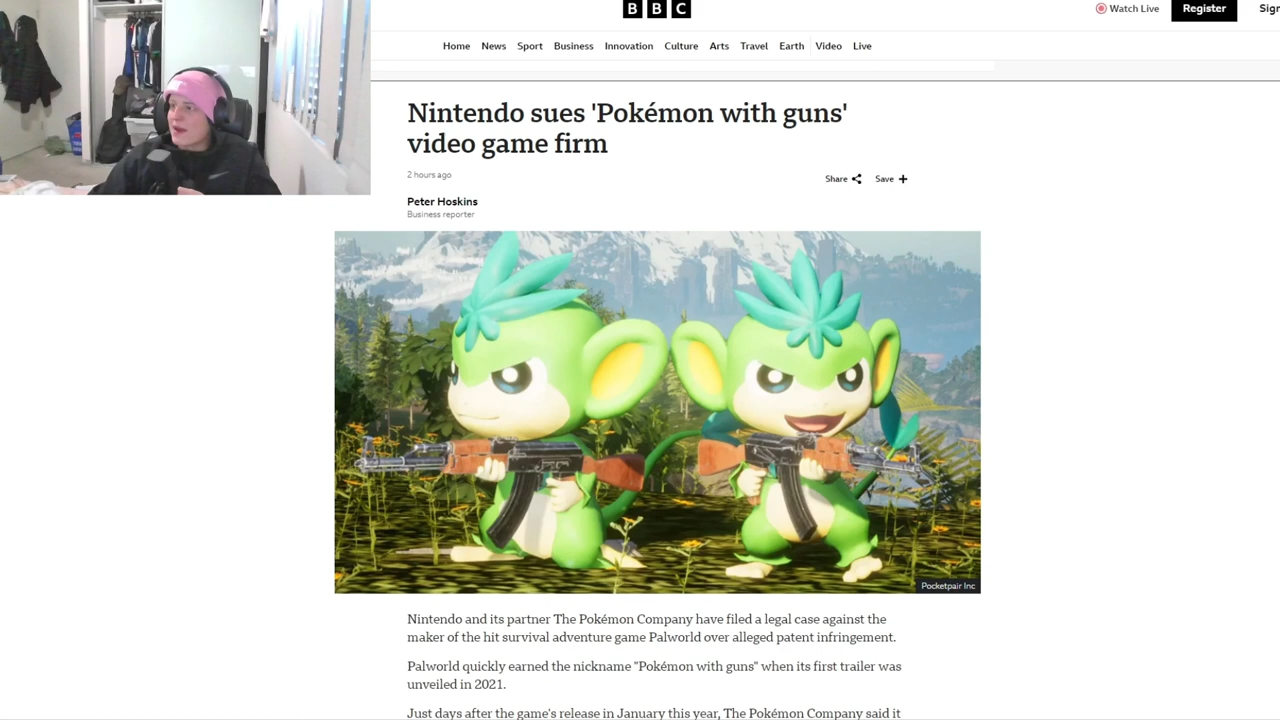 BBC
Watch Live
Register
Sign
Home News Sport Business Innovation Culture Arts Travel Earth Video Live
Nintendo sues 'Pokémon with guns'
video game firm
2 hours ago
Share
Save
Peter Hoskins
Business reporter
Pocketpair Inc
Nintendo and its partner The Pokémon Company have filed a legal case against the
maker of the hit survival adventure game Palworld over alleged patent infringement.
Palworld quickly earned the nickname "Pokémon with guns" when its first trailer was
unveiled in 2021.
Just days after the game's release in January this year, The Pokémon Company said it